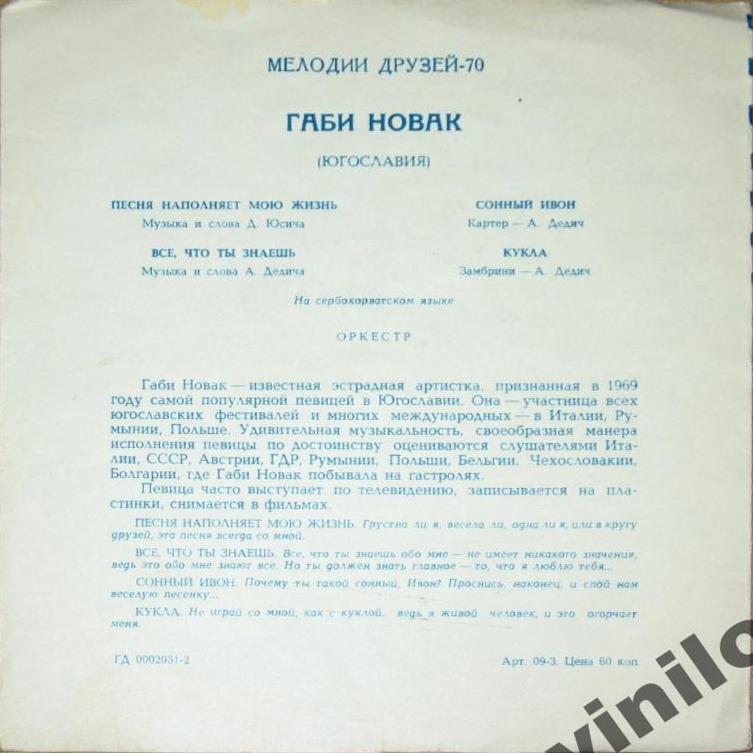 МЕЛОДИИ ДРУЗЕЙ-70
ГАБИ НОВАК
(ЮГОСЛАВИЯ)
ПЕСНЯ НАПОЛНЯЕТ МОЮ ЖИЗНЬ
Музыка и слова Д. Юсича
ВСЕ, ЧТО ТЫ ЗНАЕШЬ
Музыка и слова А. Дедича
СОННЫЙ ИВОН
Картер — А. Дедич
КУКЛА
Замбрини — А. Дедич
На сербохорватском языке
ОРКЕСТР
Габи Новак — известная эстрадная артистка, признанная в 1969
году самой популярной певицей в Югославии. Она — участница всех
югославских фестивалей и многих международных — в Италии, Ру-
мынии, Польше. Удивительная музыкальность, своеобразная манера
исполнения певицы по достоинству оцениваются слушателями Ита-
лии, СССР, Австрии, ГДР, Румынии, Польши, Бельгии, Чехословакии,
Болгарии, где Габи Новак побывала на гастролях.
Певица часто выступает по телевидению, записывается на пла-
стинки, снимается в фильмах.
ПЕСНЯ НАПОЛНЯЕТ МОЮ ЖИЗНЬ. Грустна ли я, весела ли, одна ли я, или в кругу
друзей, эта песня всегда со мной.
ВСЕ, ЧТО ТЫ ЗНАЕШЬ. Все, что ты знаешь обо мне — не имеет никакого значения,
ведь это обо мне знают все. Но ты должен знать главное — то, что я люблю тебя...
СОННЫЙ ИВОН. Почему ты такой сонный, Ивон? Проснись, наконец, и спой нам
веселую песенку...
КУКЛА. Не играй со мной, как с куклой, ведь я живой человек, и это огорчает
меня.
ГД 0002051-2
Арт. 09-3. Цена 60 коп.
vinilo